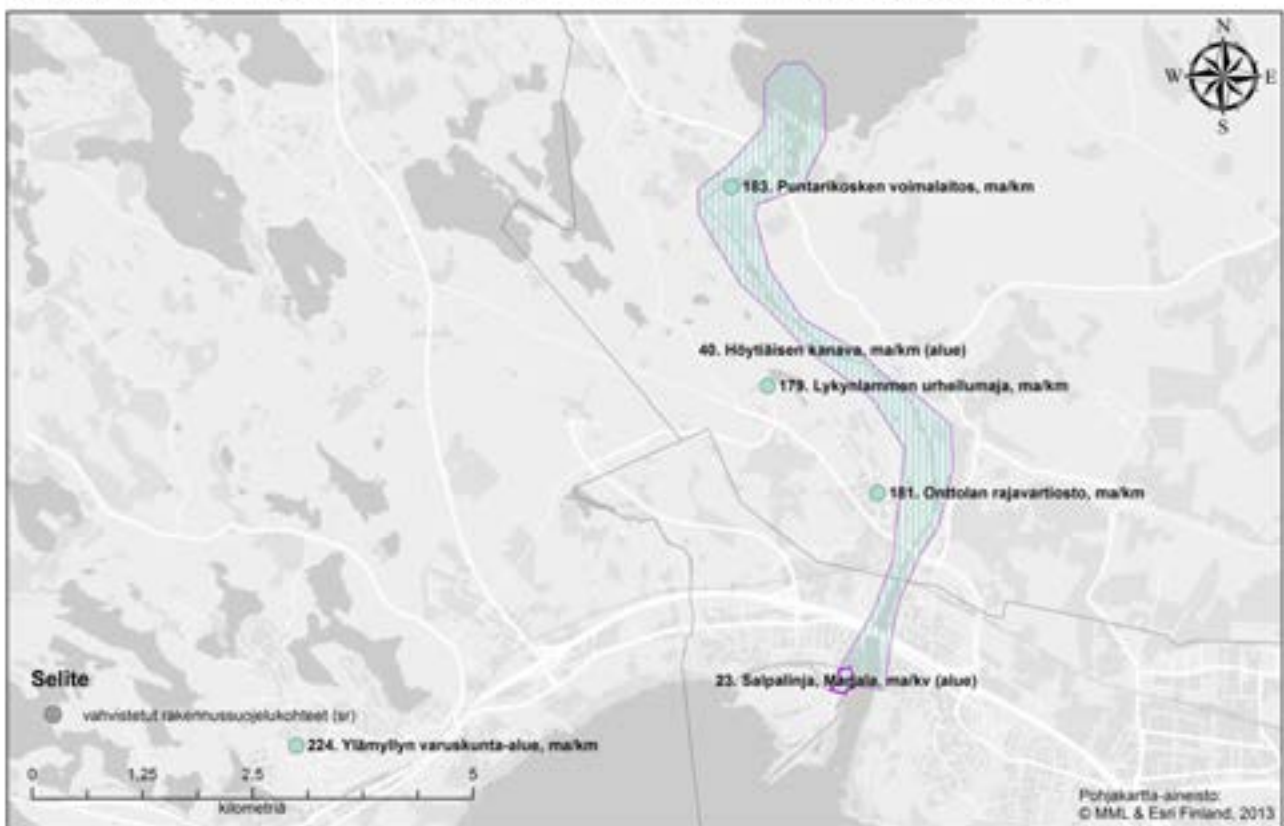 N
W E
S
183. Puntarikosken voimalaitos, ma/km
40. Höytiäisen kanava, ma/km (alue)
179. Lykynlammen urheilumaja, ma/km
181. Onttolan rajavartiosto, ma/km
23. Salpalinja, Marjala, ma/kv (alue)
Selite
vahvistetut rakennussuojelukohteet (sr)
224. Ylämyllyn varuskunta-alue, ma/km
0 1,25 2,5 5
kilometriä
Pohjakartta-aineisto:
© MML & Esri Finland, 2013